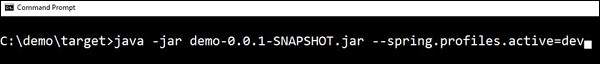 Command Prompt
C:\demo\target>java -jar demo-0.0.1-SNAPSHOT.jar --spring.profiles.active=dev